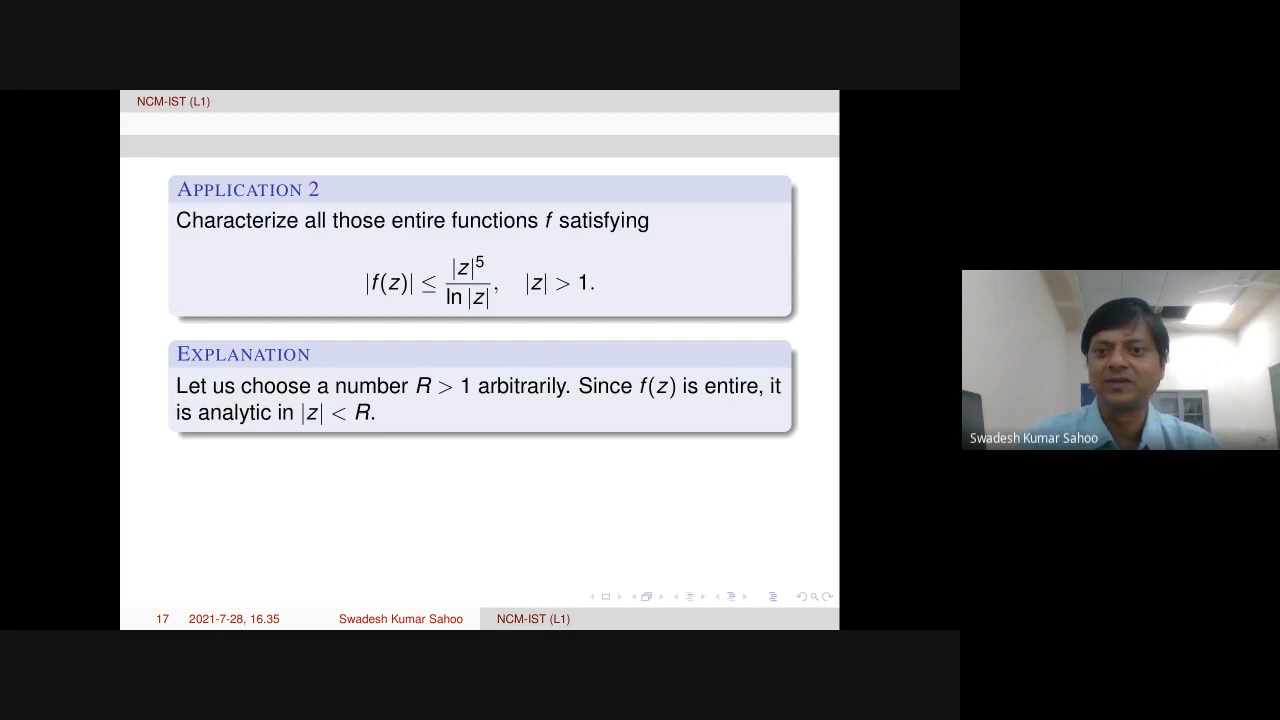 NCM-IST (L1)
APPLICATION 2
Characterize all those entire functions f satisfying
|f(z)| ≤ |z|⁵ / ln |z|, |z| > 1.
EXPLANATION
Let us choose a number R > 1 arbitrarily. Since f(z) is entire, it
is analytic in |z| < R.
Swadesh Kumar Sahoo
17 2021-7-28, 16.35 Swadesh Kumar Sahoo NCM-IST (L1)